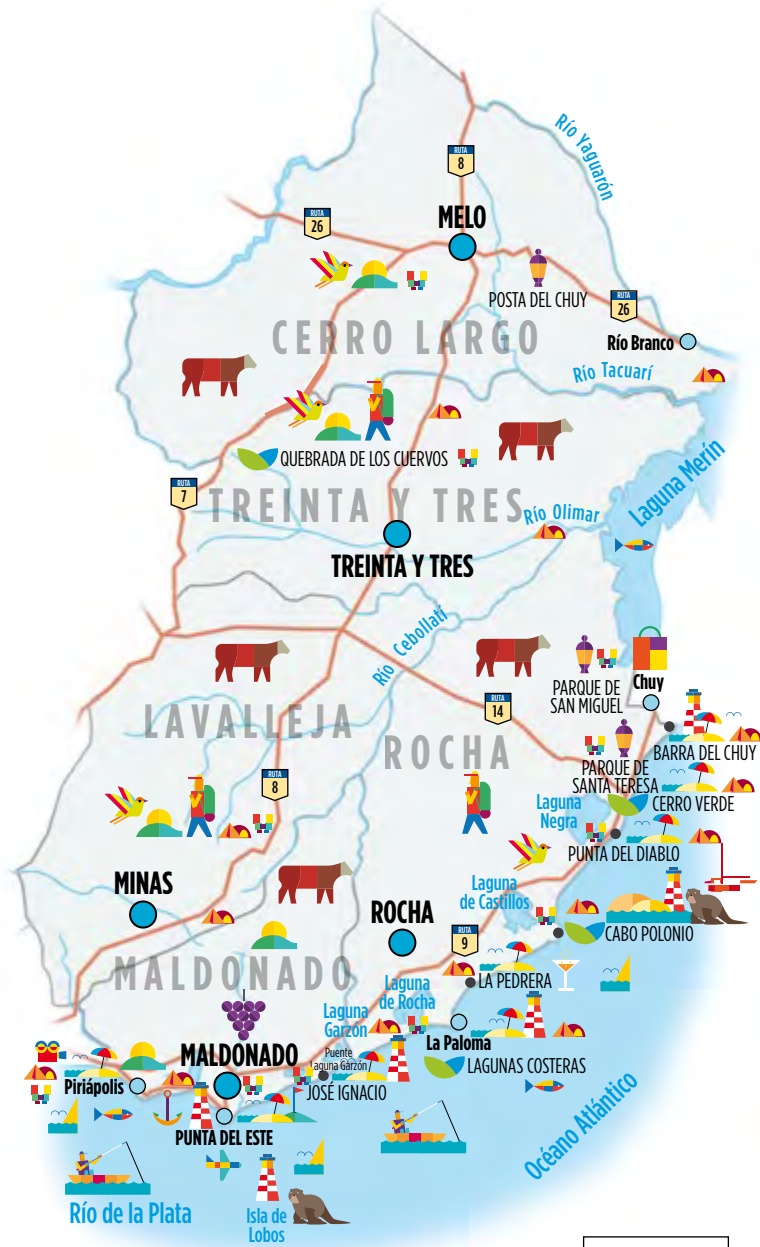 Río Yaguarón
RUTA
8
MELO
RUTA
26
POSTA DEL CHUY
RUTA
26
CERRO LARGO
Río Branco
Río Tacuarí
QUEBRADA DE LOS CUERVOS
RUTA
7
TREINTA Y TRES
Río Olimar
Laguna Merín
TREINTA Y TRES
Río Cebollatí
PARQUE DE
SAN MIGUEL
Chuy
LAVALLEJA
RUTA
14
ROCHA
BARRA DEL CHUY
PARQUE DE
SANTA TERESA
RUTA
8
CERRO VERDE
Laguna
Negra
PUNTA DEL DIABLO
MINAS
Laguna
de Castillos
ROCHA
CABO POLONIO
RUTA
9
MALDONADO
LA PEDRERA
Laguna
de Rocha
Laguna
Garzón
La Paloma
MALDONADO
Puente
Laguna Garzón
LAGUNAS COSTERAS
Piriápolis
JOSÉ IGNACIO
PUNTA DEL ESTE
Océano Atlántico
Río de la Plata
Isla de
Lobos